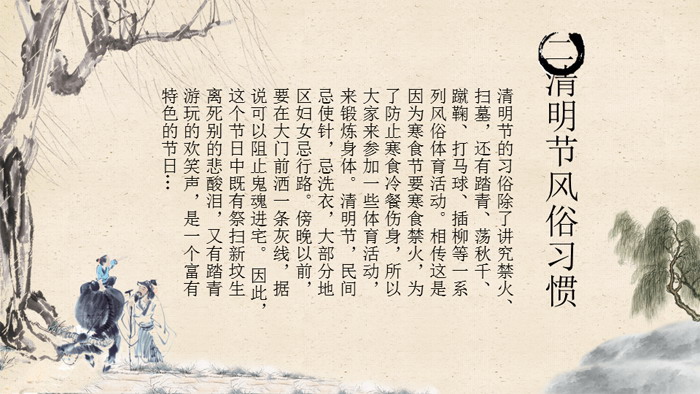 二清明节风俗习惯
清明节的习俗除了讲究禁火、
扫墓，还有踏青、荡秋千、
蹴鞠、打马球、插柳等一系
列风俗体育活动。相传这是
因为寒食节要寒食禁火，为
了防止寒食冷餐伤身，所以
大家来参加一些体育活动，
来锻炼身体。清明节，民间
忌使针，忌洗衣，大部分地
区妇女忌行路。傍晚以前，
要在大门前洒一条灰线，据
说可以阻止鬼魂进宅。因此，
这个节日中既有祭扫新坟生
离死别的悲酸泪，又有踏青
游玩的欢笑声，是一个富有
特色的节日…